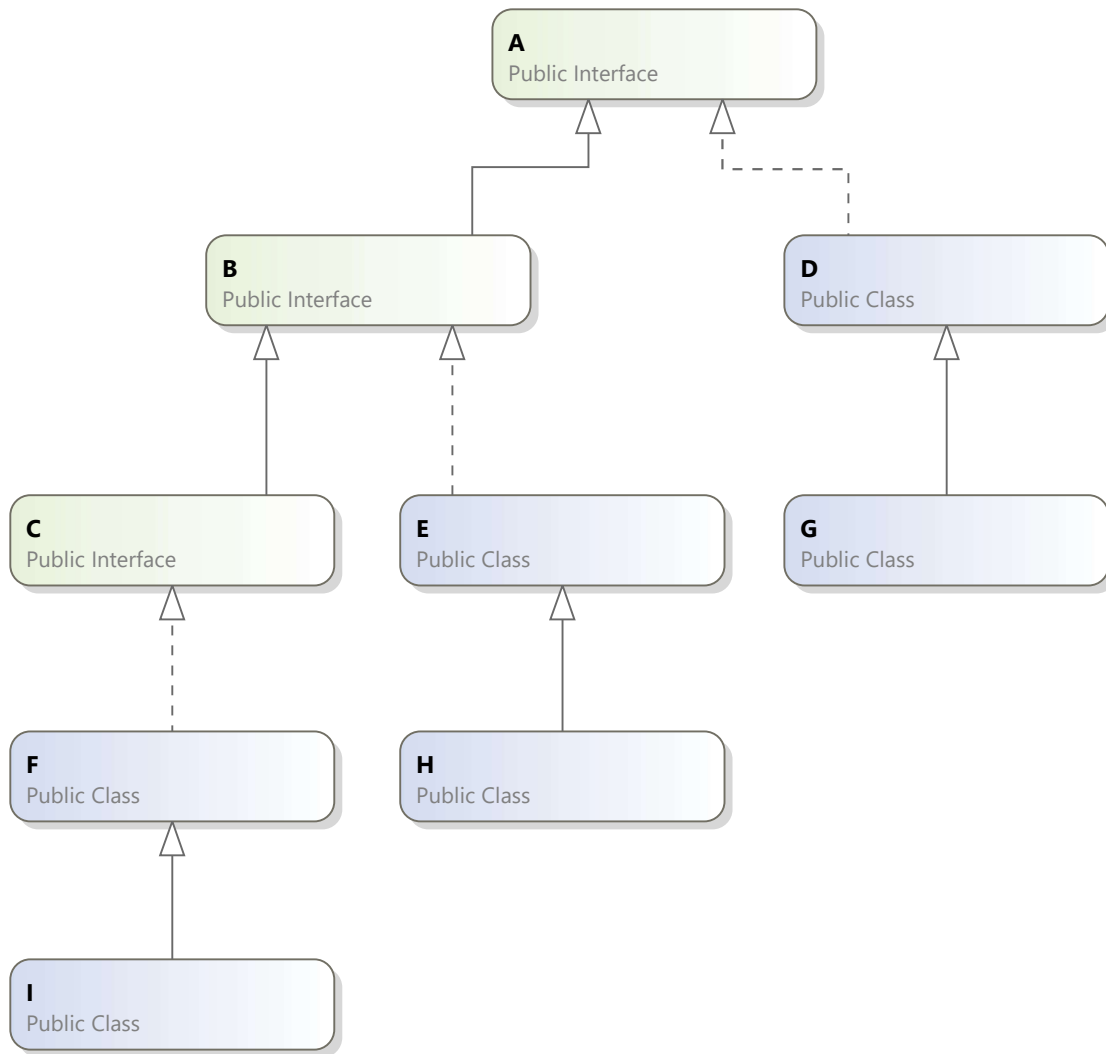 A
Public Interface
B
Public Interface
D
Public Class
C
Public Interface
E
Public Class
G
Public Class
F
Public Class
H
Public Class
I
Public Class